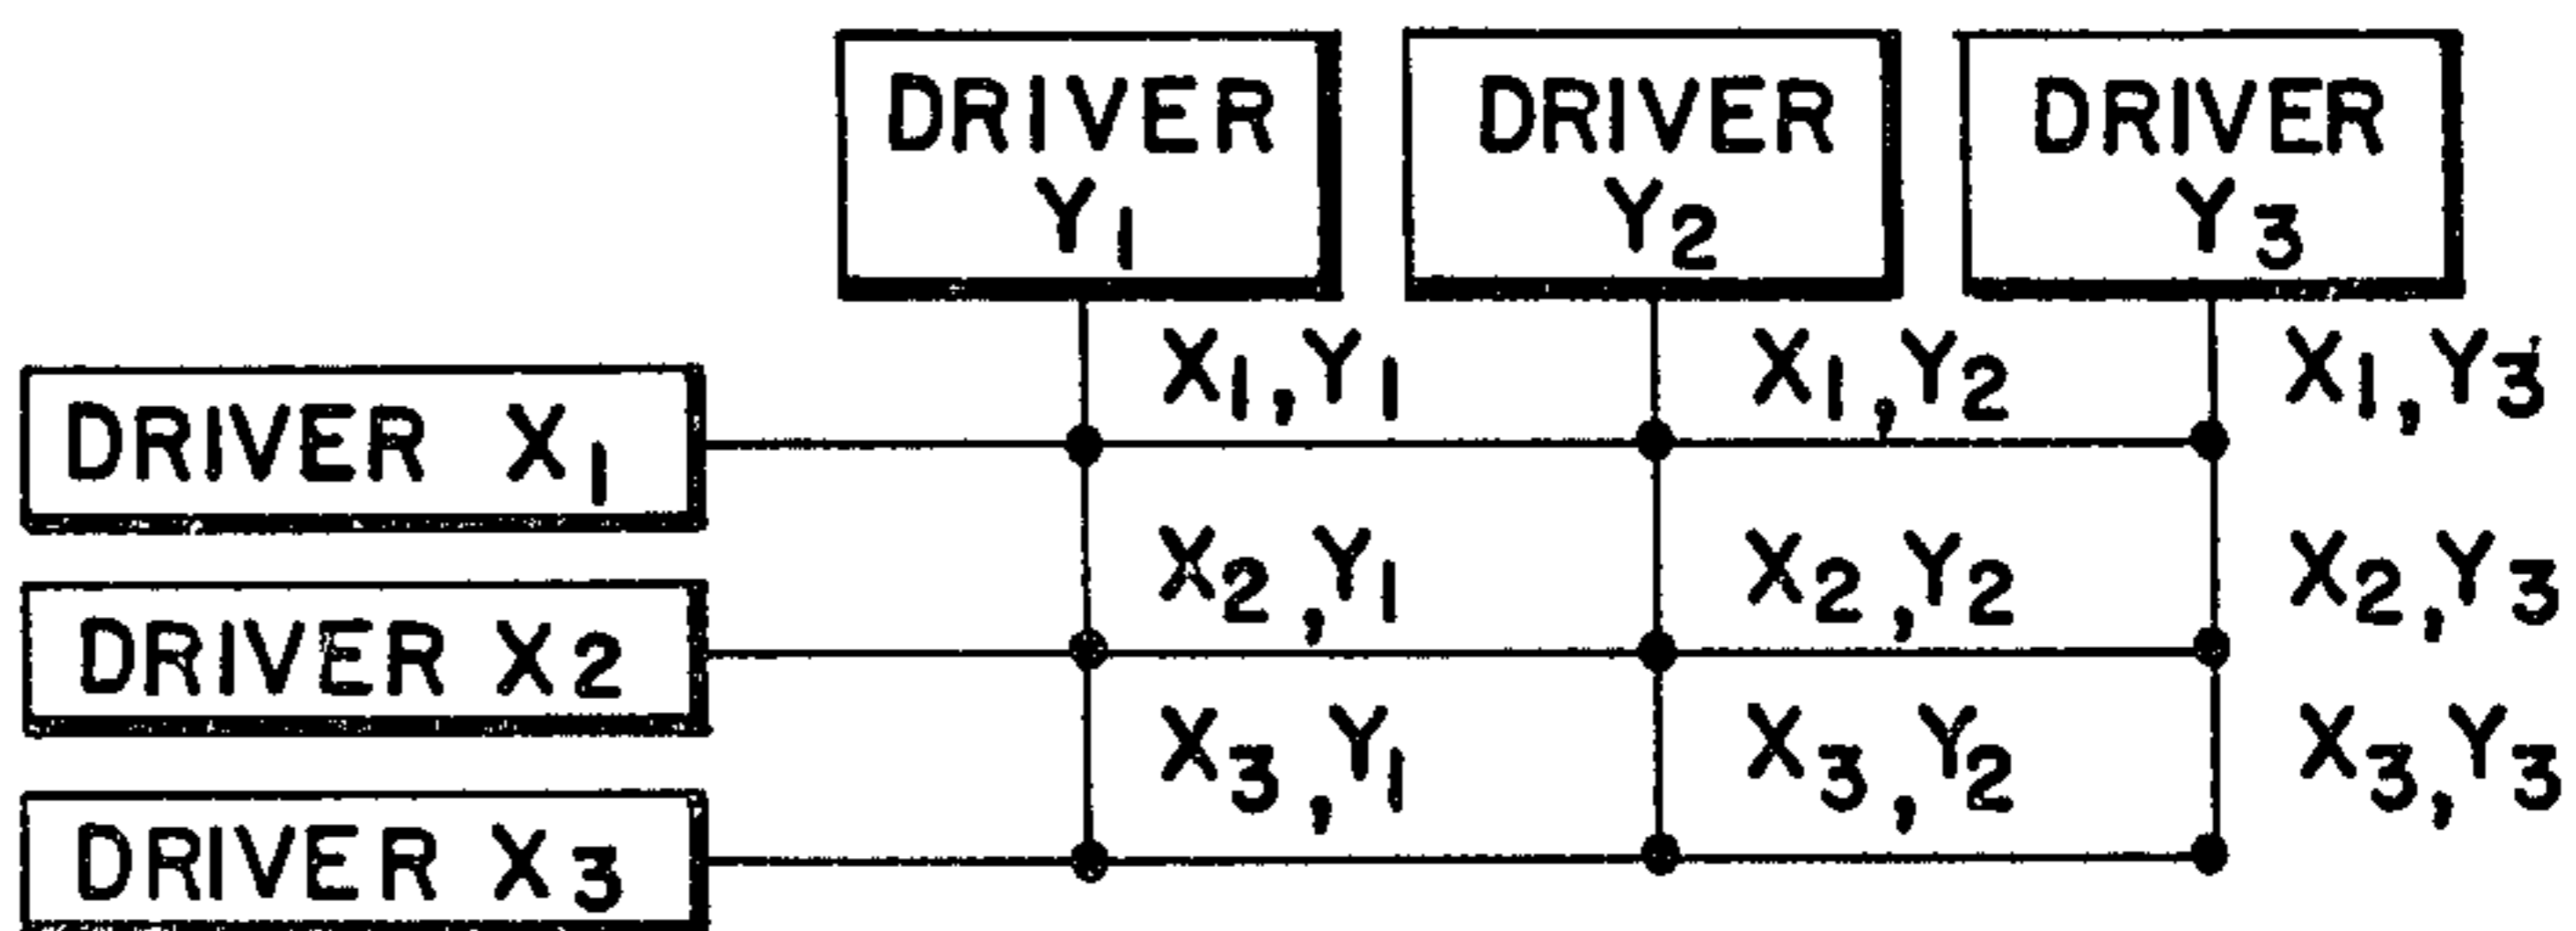 DRIVER Y1
DRIVER Y2
DRIVER Y3
X1,Y1
X1,Y2
X1,Y3
DRIVER X1
X2,Y1
X2,Y2
X2,Y3
DRIVER X2
X3,Y1
X3,Y2
X3,Y3
DRIVER X3